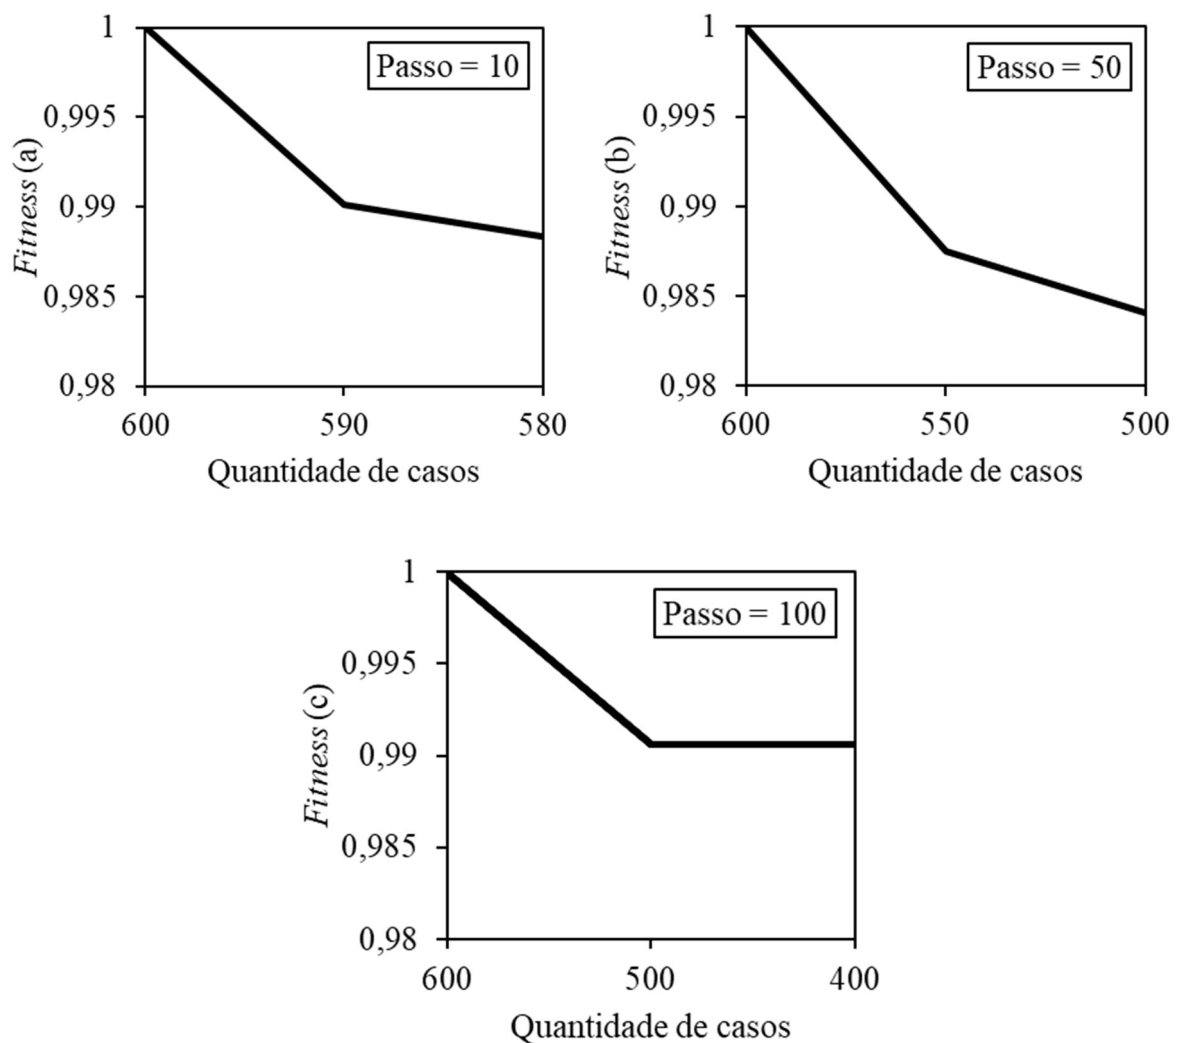 1
0,995
0,99
0,985
0,98
Fitness (a)
Passo = 10
600 590 580
Quantidade de casos
1
0,995
0,99
0,985
0,98
Fitness (b)
Passo = 50
600 550 500
Quantidade de casos
1
0,995
0,99
0,985
0,98
Fitness (c)
Passo = 100
600 500 400
Quantidade de casos